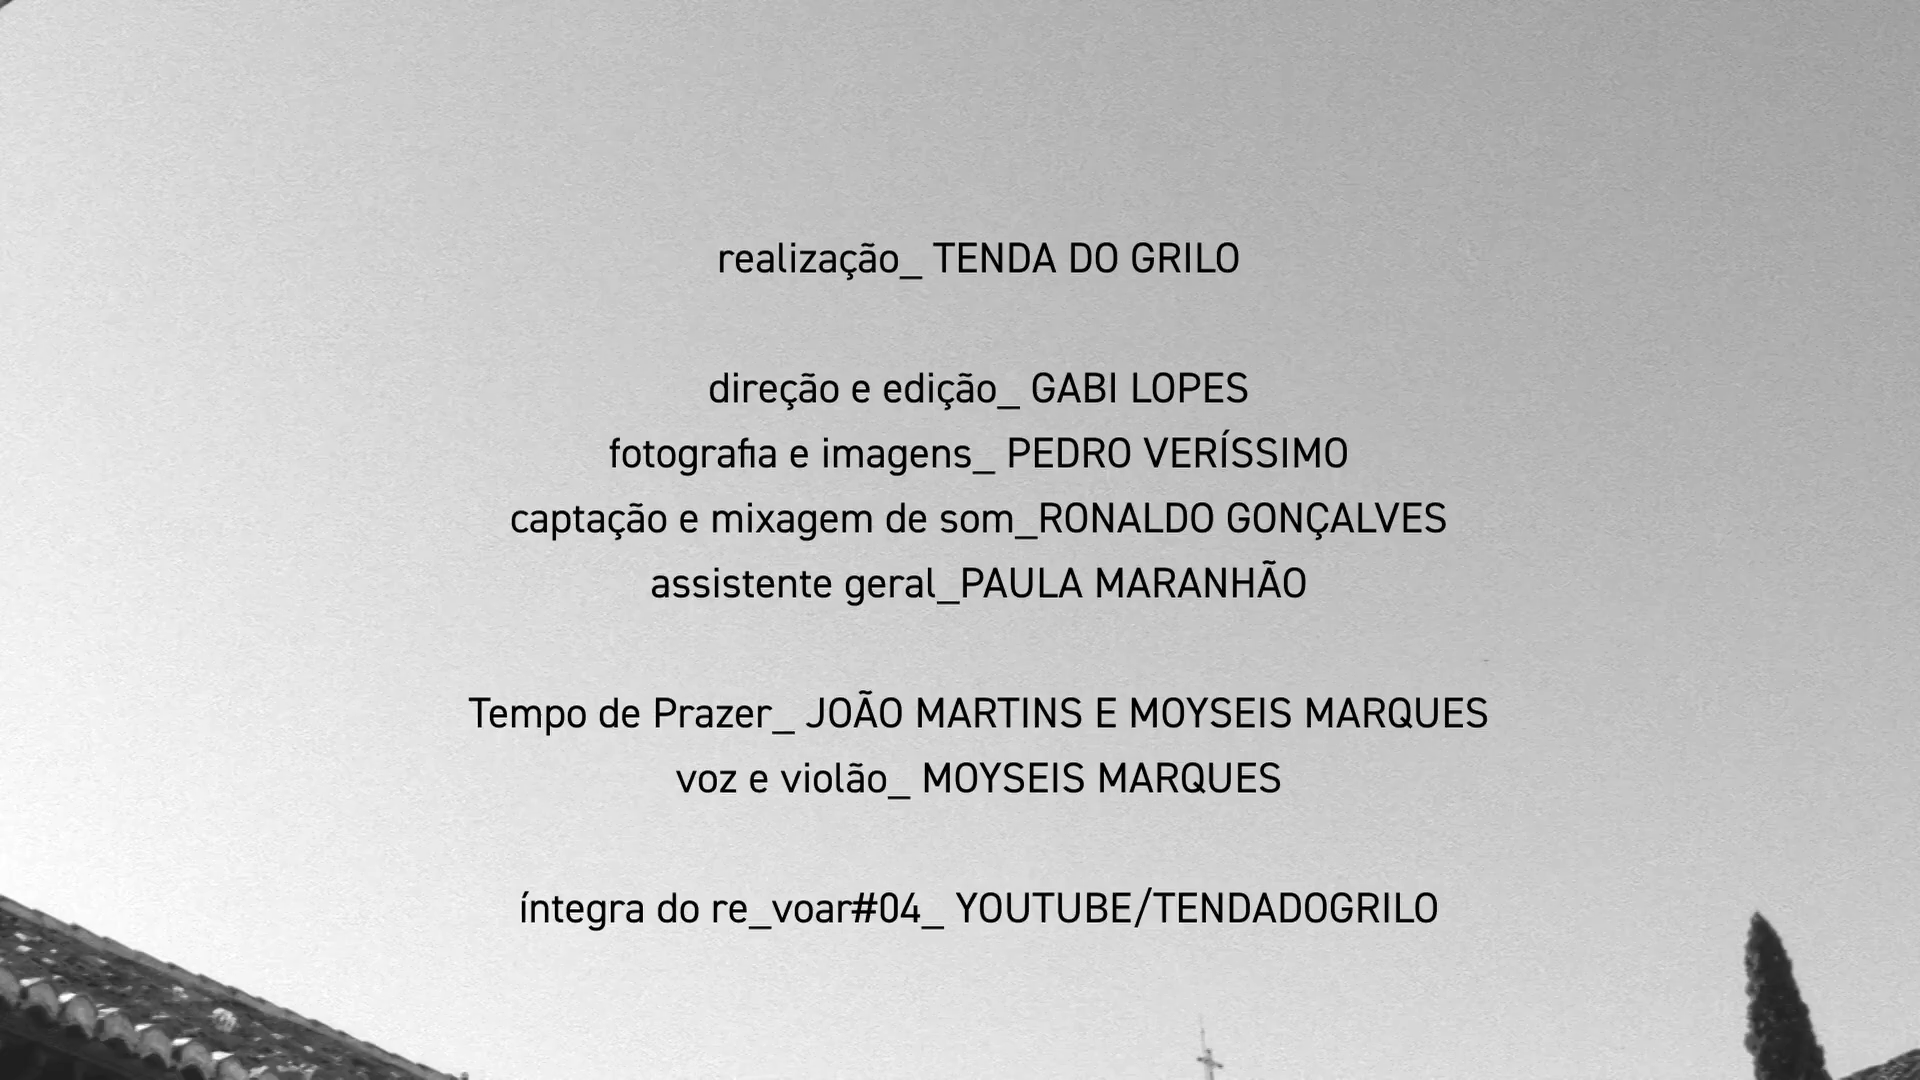 realização_ TENDA DO GRILO
direção e edição_ GABI LOPES
fotografia e imagens_ PEDRO VERÍSSIMO
captação e mixagem de som_RONALDO GONÇALVES
assistente geral_PAULA MARANHÃO
Tempo de Prazer_ JOÃO MARTINS E MOYSEIS MARQUES
voz e violão_ MOYSEIS MARQUES
íntegra do re_voar#04_ YOUTUBE/TENDADOGRILO